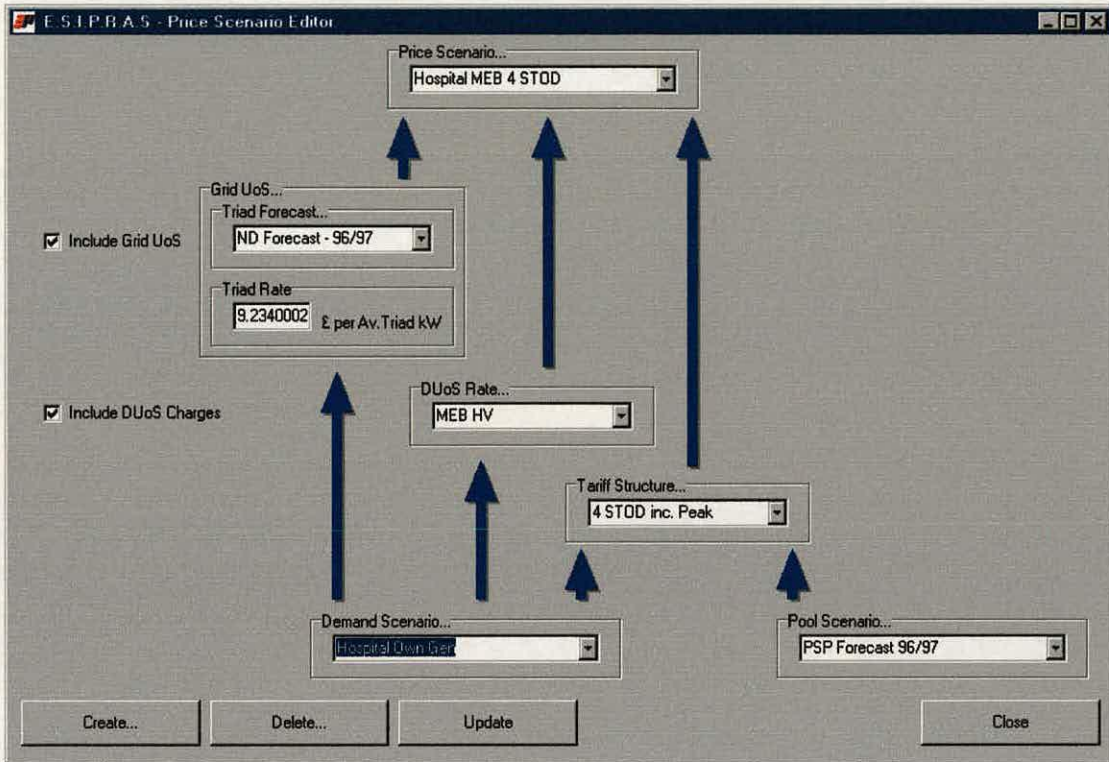 E.S.I.P.R.A.S - Price Scenario Editor
Price Scenario...
Hospital MEB 4 STOD
Grid UoS...
Triad Forecast...
Include Grid UoS
ND Forecast - 96/97
Triad Rate
9.2340002 £ per Av.Triad kW
DUoS Rate...
Include DUoS Charges
MEB HV
Tariff Structure...
4 STOD inc. Peak
Demand Scenario...
Pool Scenario...
Hospital Own Gen
PSP Forecast 96/97
Create...
Delete...
Update
Close